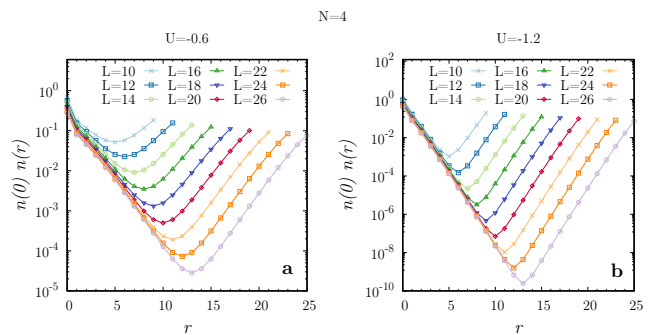 N=4
U=-0.6
U=-1.2
L=10 L=16 L=22
L=12 L=18 L=24
L=14 L=20 L=26
L=10 L=16 L=22
L=12 L=18 L=24
L=14 L=20 L=26
n(0) n(r)
10^0
10^-1
10^-2
10^-3
10^-4
10^-5
a
0 5 10 15 20 25
r
n(0) n(r)
10^2
10^0
10^-2
10^-4
10^-6
10^-8
10^-10
b
0 5 10 15 20 25
r